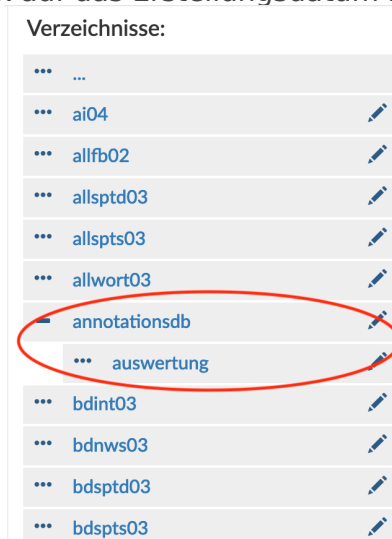 Verzeichnisse:
...
ai04
allfb02
allsptd03
allspts03
allwort03
annotationsdb
auswertung
bdint03
bdnws03
bdsptd03
bdspts03